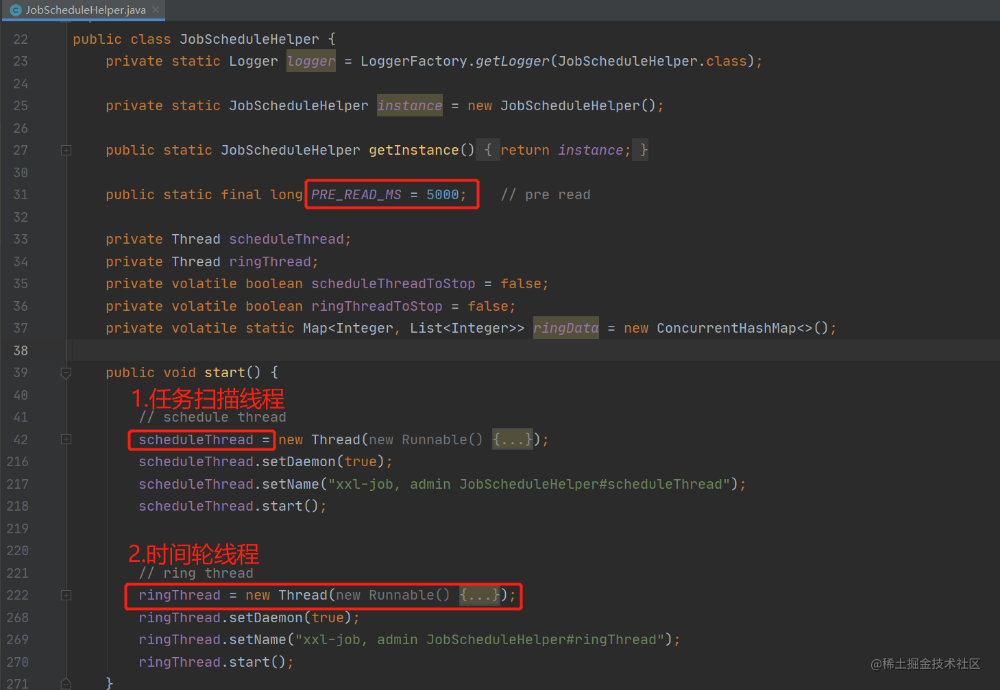 JobScheduleHelper.java
22 public class JobScheduleHelper {
23 private static Logger logger = LoggerFactory.getLogger(JobScheduleHelper.class);
24
25 private static JobScheduleHelper instance = new JobScheduleHelper();
26
27 public static JobScheduleHelper getInstance() { return instance; }
30
31 public static final long PRE_READ_MS = 5000; // pre read
32
33 private Thread scheduleThread;
34 private Thread ringThread;
35 private volatile boolean scheduleThreadToStop = false;
36 private volatile boolean ringThreadToStop = false;
37 private volatile static Map<Integer, List<Integer>> ringData = new ConcurrentHashMap<>();
38
39 public void start() {
40 1.任务扫描线程
41 // schedule thread
42 scheduleThread = new Thread(new Runnable() {...});
216 scheduleThread.setDaemon(true);
217 scheduleThread.setName("xxl-job, admin JobScheduleHelper#scheduleThread");
218 scheduleThread.start();
219
220 2.时间轮线程
221 // ring thread
222 ringThread = new Thread(new Runnable() {...});
268 ringThread.setDaemon(true);
269 ringThread.setName("xxl-job, admin JobScheduleHelper#ringThread");
270 ringThread.start();
271 }
@稀土掘金技术社区